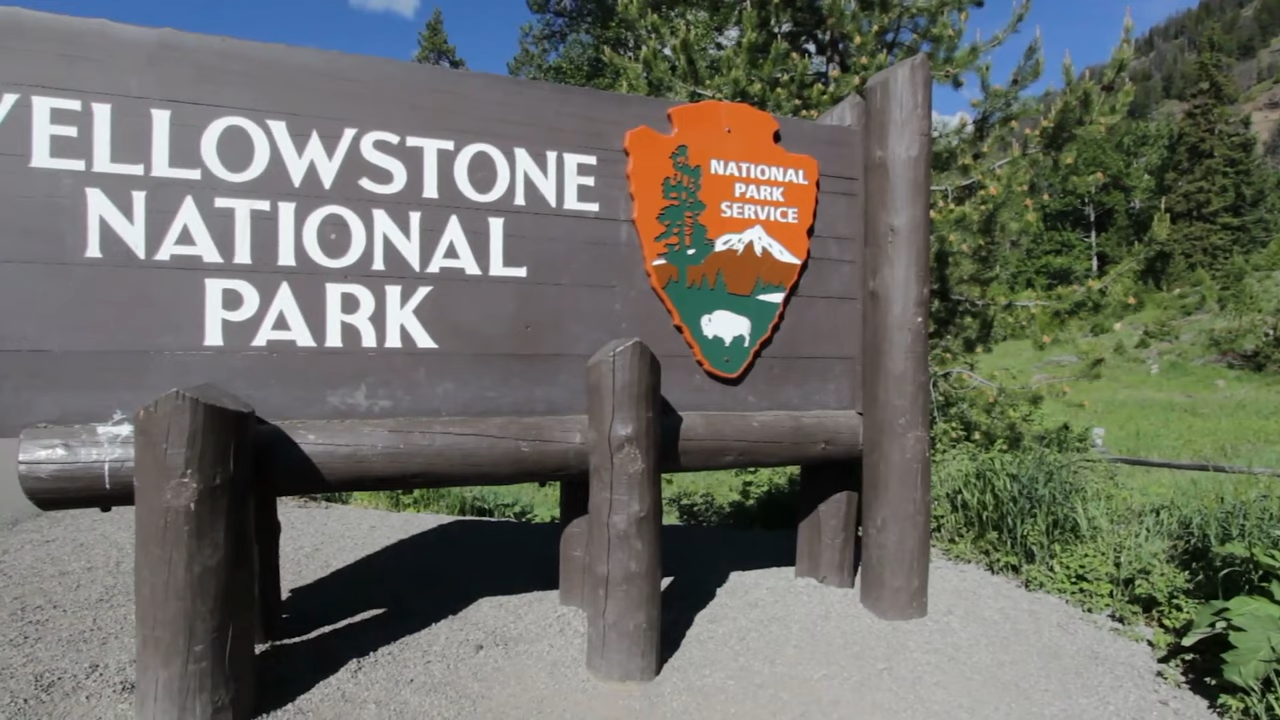 YELLOWSTONE
NATIONAL
PARK
NATIONAL
PARK
SERVICE